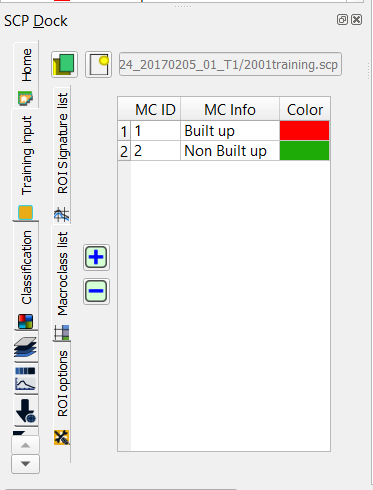 SCP Dock
Home
Training input
Classification
ROI Signature list
Macroclass list
ROI options
24_20170205_01_T1/2001training.scp
MC ID MC Info Color
1 1 Built up
2 2 Non Built up